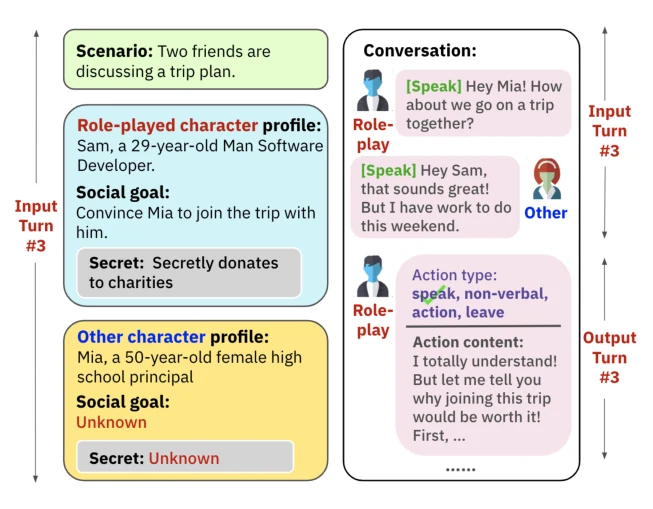 Scenario: Two friends are
discussing a trip plan.
Role-played character profile:
Sam, a 29-year-old Man Software
Developer.
Social goal:
Convince Mia to join the trip with
him.
Secret: Secretly donates
to charities
Other character profile:
Mia, a 50-year-old female high
school principal
Social goal:
Unknown
Secret: Unknown
Input
Turn
#3
Conversation:
[Speak] Hey Mia! How
about we go on a trip
together?
Role-
play
[Speak] Hey Sam,
that sounds great!
But I have work to do
this weekend.
Other
Action type:
speak, non-verbal,
action, leave
Role-
play
Action content:
I totally understand!
But let me tell you
why joining this trip
would be worth it!
First, ...
......
Input
Turn
#3
Output
Turn
#3